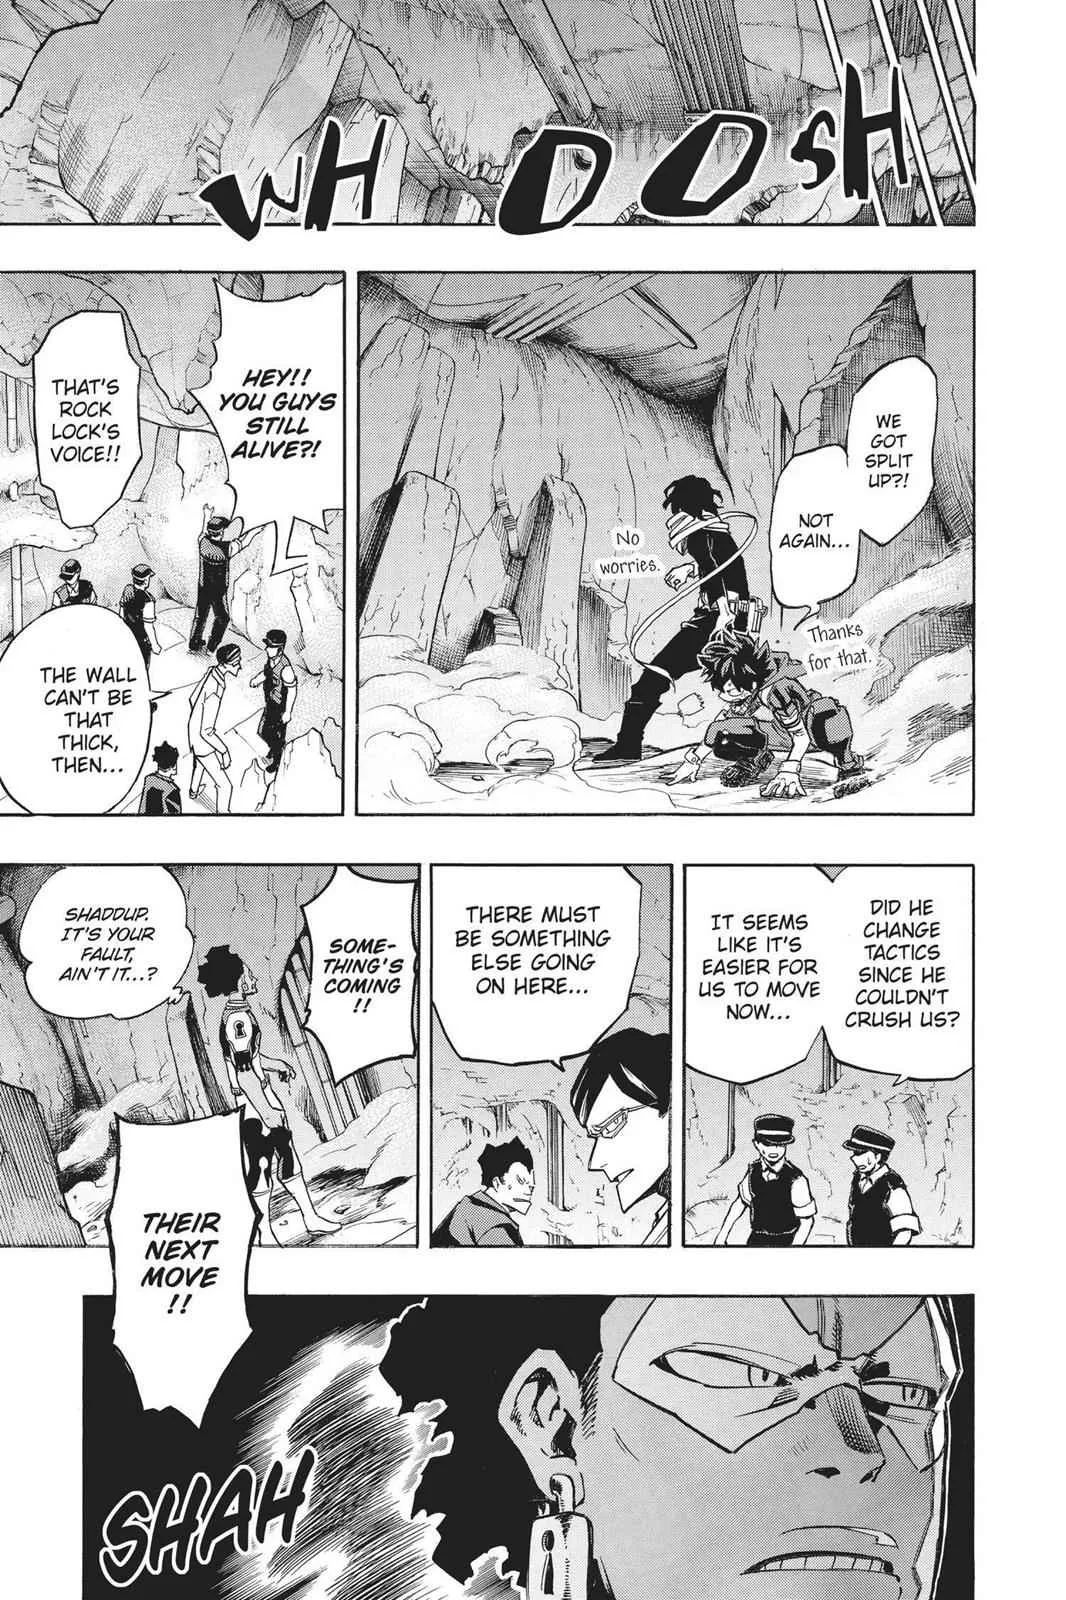 WHOOOSH
WE
GOT
SPLIT
UP?!
NOT
AGAIN...
No
worries.
Thanks
for that.
HEY!!
YOU GUYS
STILL
ALIVE?!
THAT'S
ROCK
LOCK'S
VOICE!!
THE WALL
CAN'T BE
THAT
THICK,
THEN...
DID HE
CHANGE
TACTICS
SINCE HE
COULDN'T
CRUSH US?
IT SEEMS
LIKE IT'S
EASIER FOR
US TO MOVE
NOW...
THERE MUST
BE SOMETHING
ELSE GOING
ON HERE...
SOME-
THING'S
COMING
!!
SHADDUP.
IT'S YOUR
FAULT,
AIN'T IT...?
THEIR
NEXT
MOVE
!!
SHAH